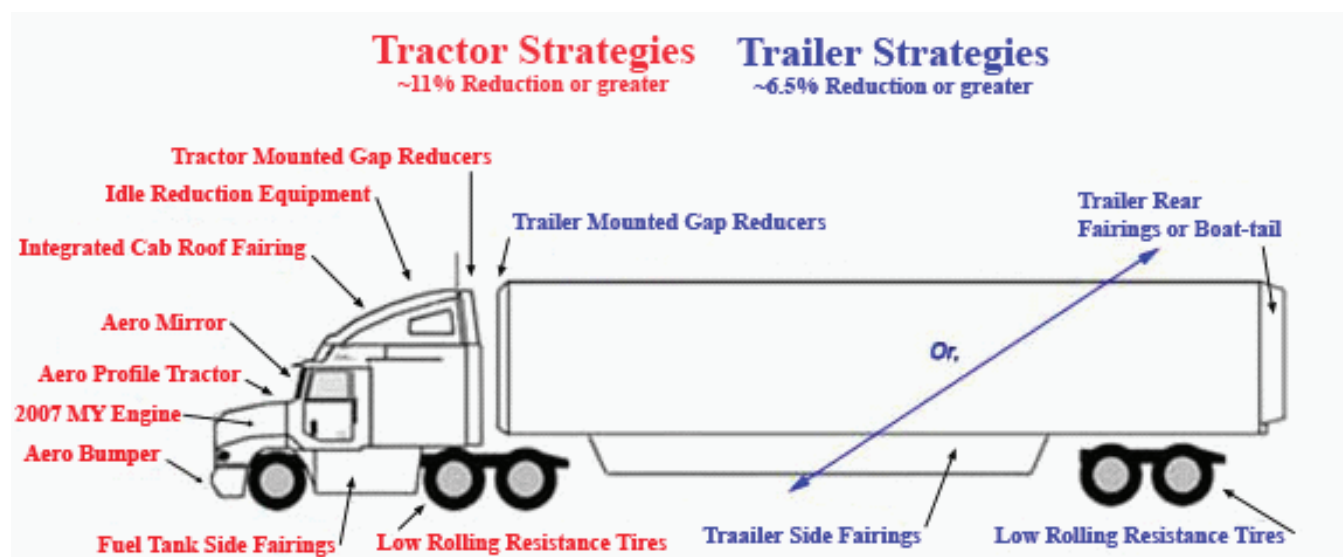 Tractor Strategies
~11% Reduction or greater
Trailer Strategies
~6.5% Reduction or greater
Tractor Mounted Gap Reducers
Idle Reduction Equipment
Integrated Cab Roof Fairing
Aero Mirror
Aero Profile Tractor
2007 MY Engine
Aero Bumper
Fuel Tank Side Fairings
Low Rolling Resistance Tires
Trailer Mounted Gap Reducers
Trailer Rear
Fairings or Boat-tail
Or,
Traailer Side Fairings
Low Rolling Resistance Tires